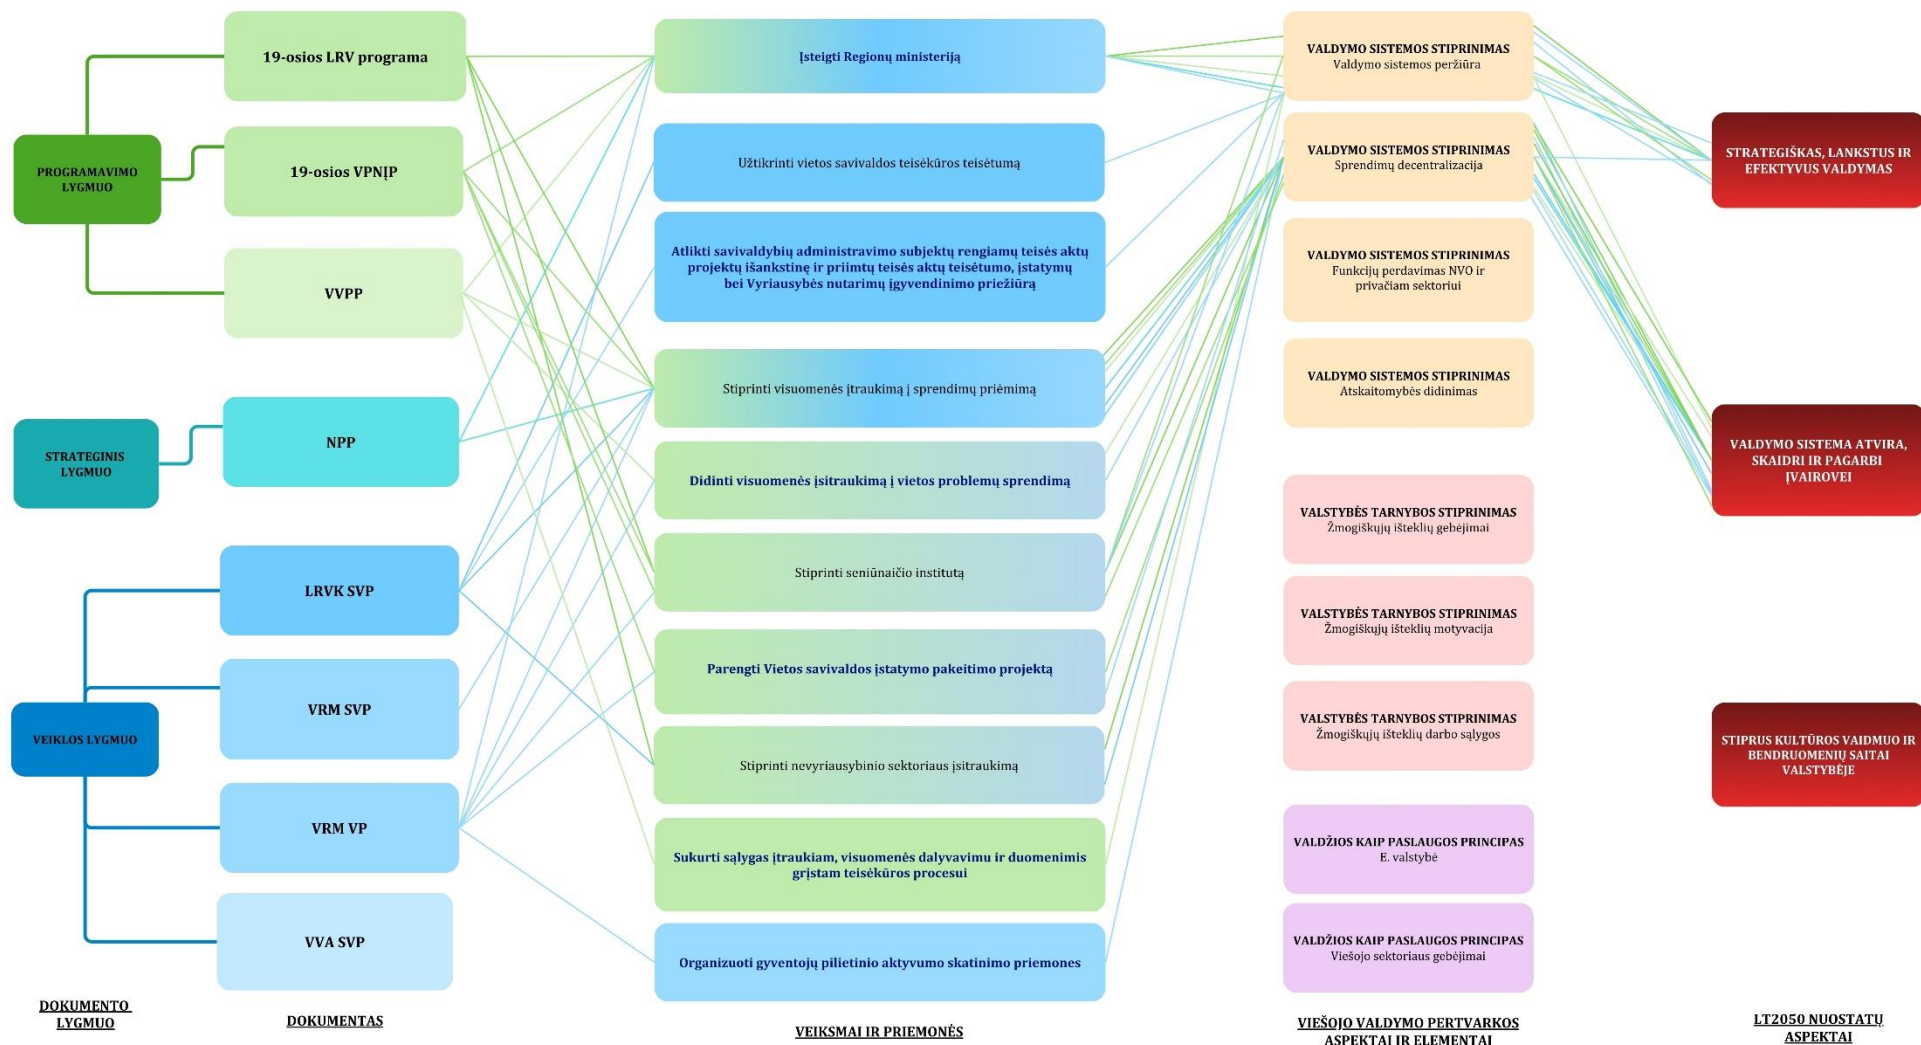 PROGRAMAVIMO
LYGMUO
STRATEGINIS
LYGMUO
VEIKLOS LYGMUO
DOKUMENTO
LYGMUO
19-osios LRV programa
19-osios VPNĮP
VVPP
NPP
LRVK SVP
VRM SVP
VRM VP
VVA SVP
DOKUMENTAS
Įsteigti Regionų ministeriją
Užtikrinti vietos savivaldos teisėkūros teisėtumą
Atlikti savivaldybių administravimo subjektų rengiamų teisės aktų
projektų išankstinę ir priimtų teisės aktų teisėtumo, įstatymų
bei Vyriausybės nutarimų įgyvendinimo priežiūrą
Stiprinti visuomenės įtraukimą į sprendimų priėmimą
Didinti visuomenės įsitraukimą į vietos problemų sprendimą
Stiprinti seniūnaičio institutą
Parengti Vietos savivaldos įstatymo pakeitimo projektą
Stiprinti nevyriausybinio sektoriaus įsitraukimą
Sukurti sąlygas įtraukiam, visuomenės dalyvavimu ir duomenimis
grįstam teisėkūros procesui
Organizuoti gyventojų pilietinio aktyvumo skatinimo priemones
VEIKSMAI IR PRIEMONĖS
VALDYMO SISTEMOS STIPRINIMAS
Valdymo sistemos peržiūra
VALDYMO SISTEMOS STIPRINIMAS
Sprendimų decentralizacija
VALDYMO SISTEMOS STIPRINIMAS
Funkcijų perdavimas NVO ir
privačiam sektoriui
VALDYMO SISTEMOS STIPRINIMAS
Atskaitomybės didinimas
VALSTYBĖS TARNYBOS STIPRINIMAS
Žmogiškųjų išteklių gebėjimai
VALSTYBĖS TARNYBOS STIPRINIMAS
Žmogiškųjų išteklių motyvacija
VALSTYBĖS TARNYBOS STIPRINIMAS
Žmogiškųjų išteklių darbo sąlygos
VALDŽIOS KAIP PASLAUGOS PRINCIPAS
E. valstybė
VALDŽIOS KAIP PASLAUGOS PRINCIPAS
Viešojo sektoriaus gebėjimai
VIEŠOJO VALDYMO PERTVARKOS
ASPEKTAI IR ELEMENTAI
STRATEGIŠKAS, LANKSTUS IR
EFEKTYVUS VALDYMAS
VALDYMO SISTEMA ATVIRA,
SKAIDRI IR PAGARBI
ĮVAIROVEI
STIPRUS KULTŪROS VAIDMUO IR
BENDRUOMENIŲ SAITAI
VALSTYBĖJE
LT2050 NUOSTATŲ
ASPEKTAI